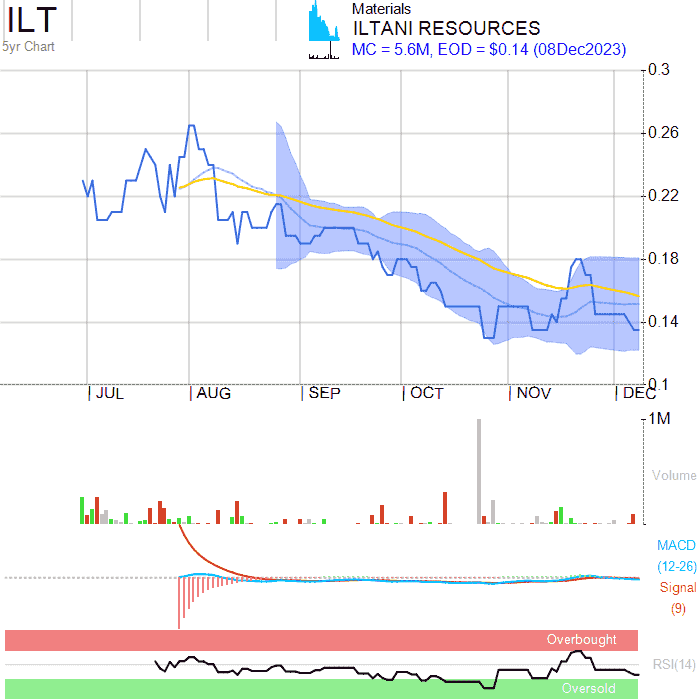 ILT
5yr Chart
Materials
ILTANI RESOURCES
MC = 5.6M, EOD = $0.14 (08Dec2023)
0.3
0.26
0.22
0.18
0.14
0.1
JUL AUG SEP OCT NOV DEC
1M
Volume
MACD
(12-26)
Signal
(9)
Overbought
RSI(14)
Oversold